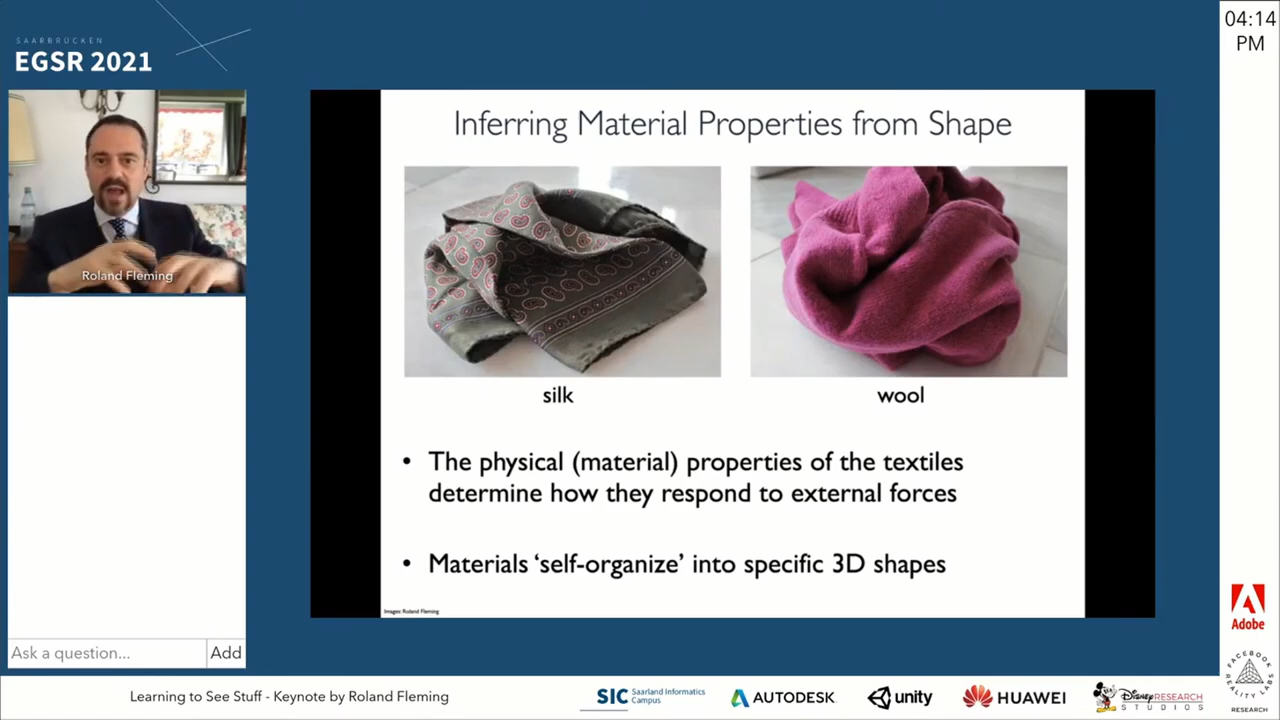 SAARBRÜCKEN
EGSR 2021
04:14
PM
Roland Fleming
Inferring Material Properties from Shape
silk
wool
• The physical (material) properties of the textiles
determine how they respond to external forces
• Materials ‘self-organize’ into specific 3D shapes
Images: Roland Fleming
Ask a question...
Add
Adobe
FACEBOOK
REALITY LABS
RESEARCH
Learning to See Stuff - Keynote by Roland Fleming
SIC Saarland Informatics
Campus
AUTODESK
unity
HUAWEI
Disney RESEARCH
STUDIOS